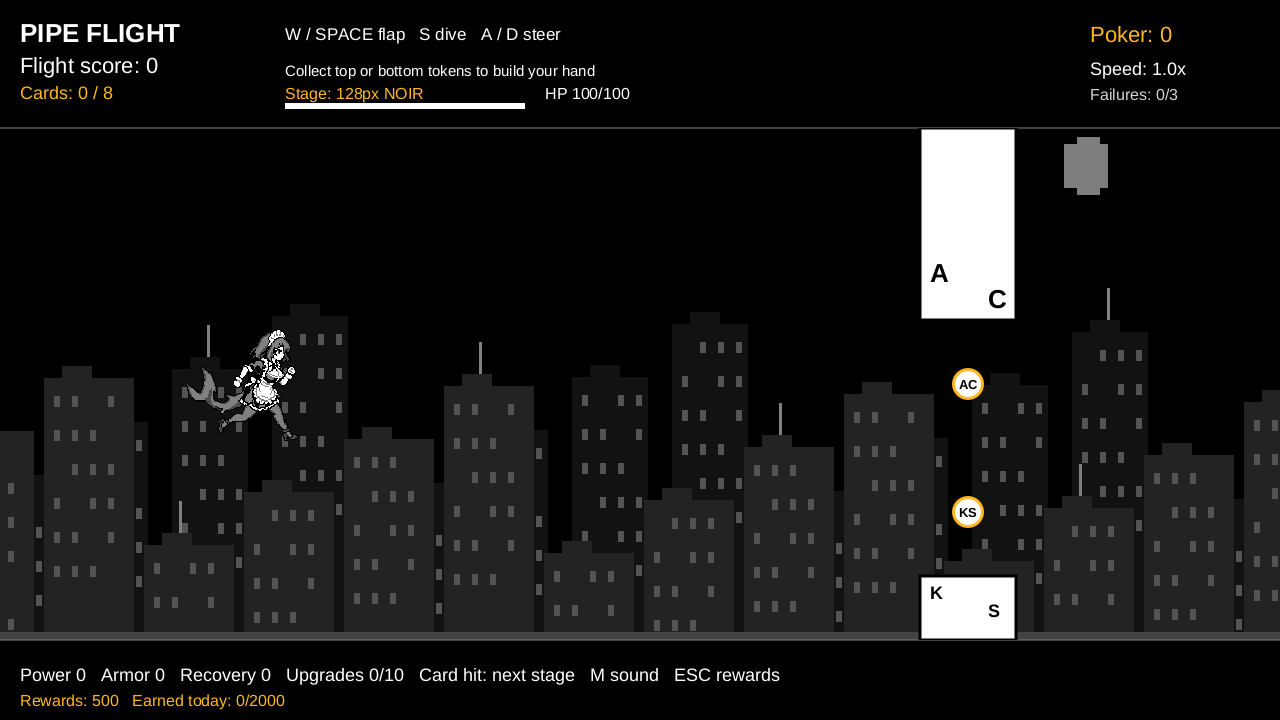 PIPE FLIGHT
Flight score: 0
Cards: 0 / 8
W / SPACE flap   S dive   A / D steer
Collect top or bottom tokens to build your hand
Stage: 128px NOIR   HP 100/100
Poker: 0
Speed: 1.0x
Failures: 0/3
A
C
AC
KS
K
S
Power 0   Armor 0   Recovery 0   Upgrades 0/10   Card hit: next stage   M sound   ESC rewards
Rewards: 500   Earned today: 0/2000